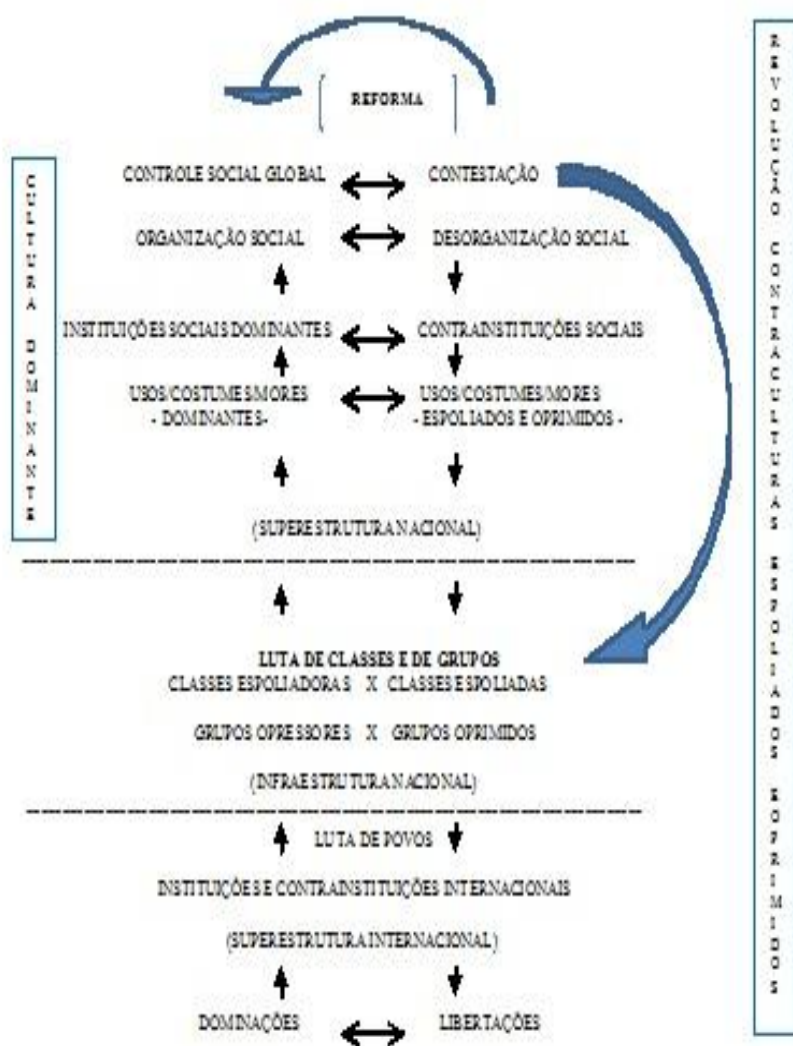 REFORMA
CONTROLE SOCIAL GLOBAL CONTESTAÇÃO
ORGANIZAÇÃO SOCIAL DESORGANIZAÇÃO SOCIAL
INSTITUIÇÕES SOCIAIS DOMINANTES CONTRAINSTITUIÇÕES SOCIAIS
USOS/COSTUMES/MORES USOS/COSTUMES/MORES
- DOMINANTES- - ESPOLIADOS E OPRIMIDOS -
(SUPERESTRUTURA NACIONAL)
LUTA DE CLASSES E DE GRUPOS
CLASSES ESPOLIADORAS X CLASSES ESPOLIADAS
GRUPOS OPRESSORES X GRUPOS OPRIMIDOS
(INFRAESTRUTURA NACIONAL)
LUTA DE POVOS
INSTITUIÇÕES E CONTRAINSTITUIÇÕES INTERNACIONAIS
(SUPERESTRUTURA INTERNACIONAL)
DOMINAÇÕES LIBERTAÇÕES
CULTURA DOMINANTE
REVOLUÇÃO CONTRACULTURAS ESPOLIADOS EOPRIMIDOS